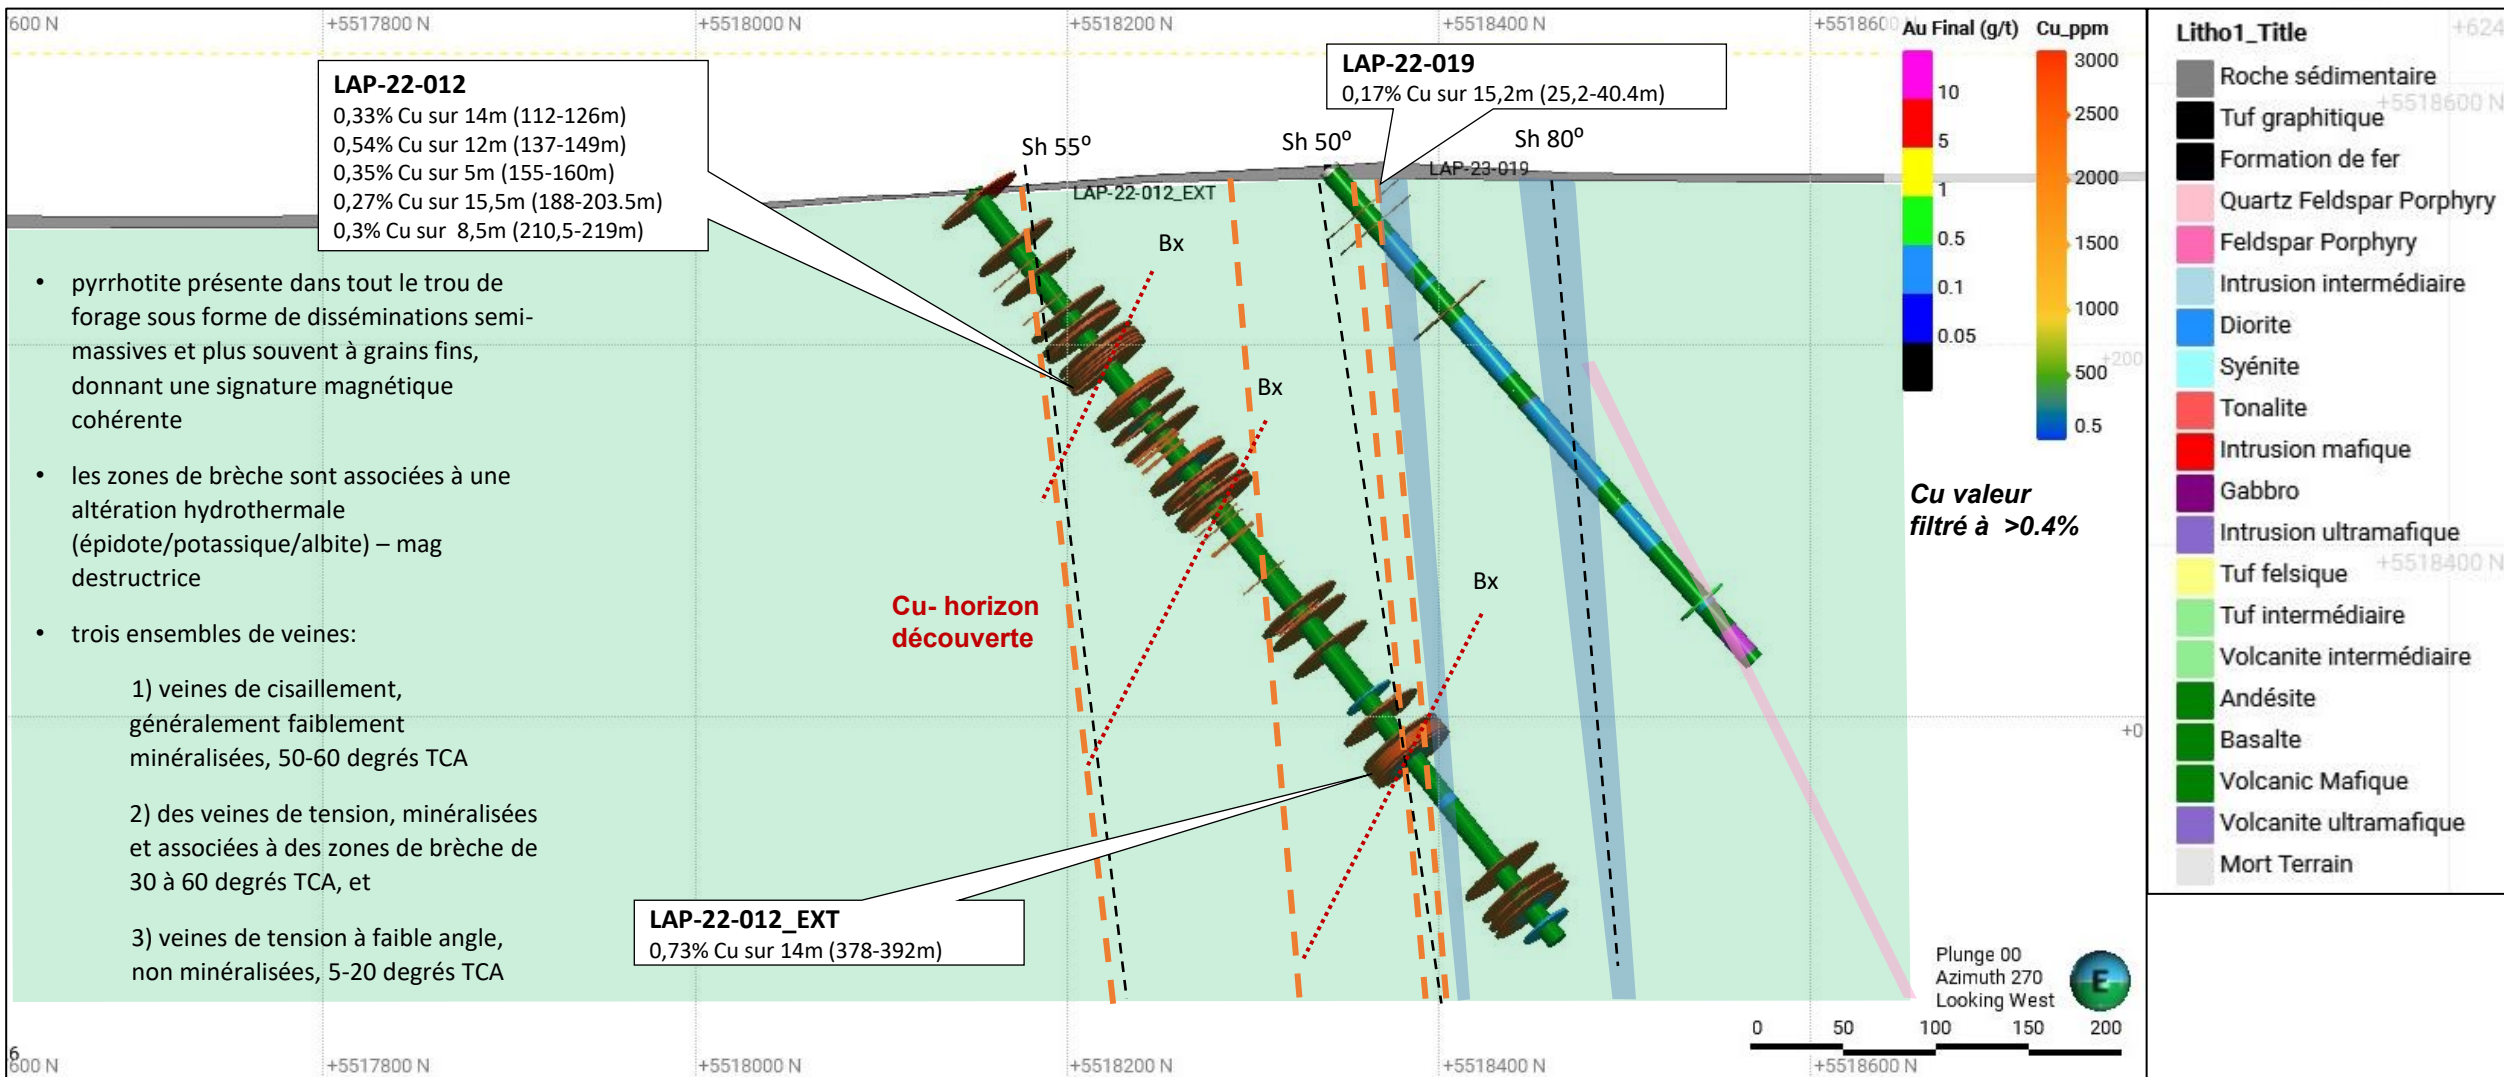 600 N
+5517800 N
+5518000 N
+5518200 N
+5518400 N
+5518600
LAP-22-012
0,33% Cu sur 14m (112-126m)
0,54% Cu sur 12m (137-149m)
0,35% Cu sur 5m (155-160m)
0,27% Cu sur 15,5m (188-203.5m)
0,3% Cu sur 8,5m (210,5-219m)
LAP-22-019
0,17% Cu sur 15,2m (25,2-40.4m)
Sh 55º
Sh 50º
Sh 80º
LAP-22-012_EXT
LAP-23-019
Bx
Bx
Bx
• pyrrhotite présente dans tout le trou de
forage sous forme de disséminations semi-
massives et plus souvent à grains fins,
donnant une signature magnétique
cohérente
• les zones de brèche sont associées à une
altération hydrothermale
(épidote/potassique/albite) – mag
destructrice
• trois ensembles de veines:
1) veines de cisaillement,
généralement faiblement
minéralisées, 50-60 degrés TCA
2) des veines de tension, minéralisées
et associées à des zones de brèche de
30 à 60 degrés TCA, et
3) veines de tension à faible angle,
non minéralisées, 5-20 degrés TCA
Cu- horizon
découverte
LAP-22-012_EXT
0,73% Cu sur 14m (378-392m)
Au Final (g/t)
10
5
1
0.5
0.1
0.05
Cu_ppm
3000
2500
2000
1500
1000
500
0.5
+200
Cu valeur
filtré à >0.4%
+0
Plunge 00
Azimuth 270
Looking West
E
0 50 100 150 200
6
600 N
+5517800 N
+5518000 N
+5518200 N
+5518400 N
+5518600 N
Litho1_Title
+624
Roche sédimentaire
+5518600 N
Tuf graphitique
Formation de fer
Quartz Feldspar Porphyry
Feldspar Porphyry
Intrusion intermédiaire
Diorite
Syénite
Tonalite
Intrusion mafique
Gabbro
Intrusion ultramafique
Tuf felsique
+5518400 N
Tuf intermédiaire
Volcanite intermédiaire
Andésite
Basalte
Volcanic Mafique
Volcanite ultramafique
Mort Terrain